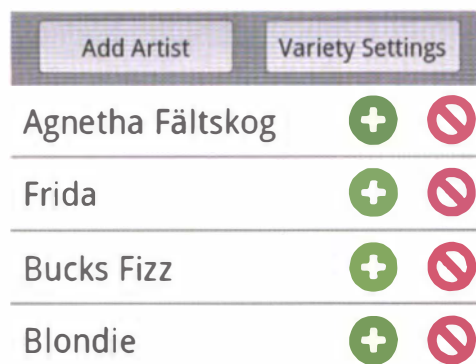 Add Artist Variety Settings
Agnetha Fältskog
Frida
Bucks Fizz
Blondie